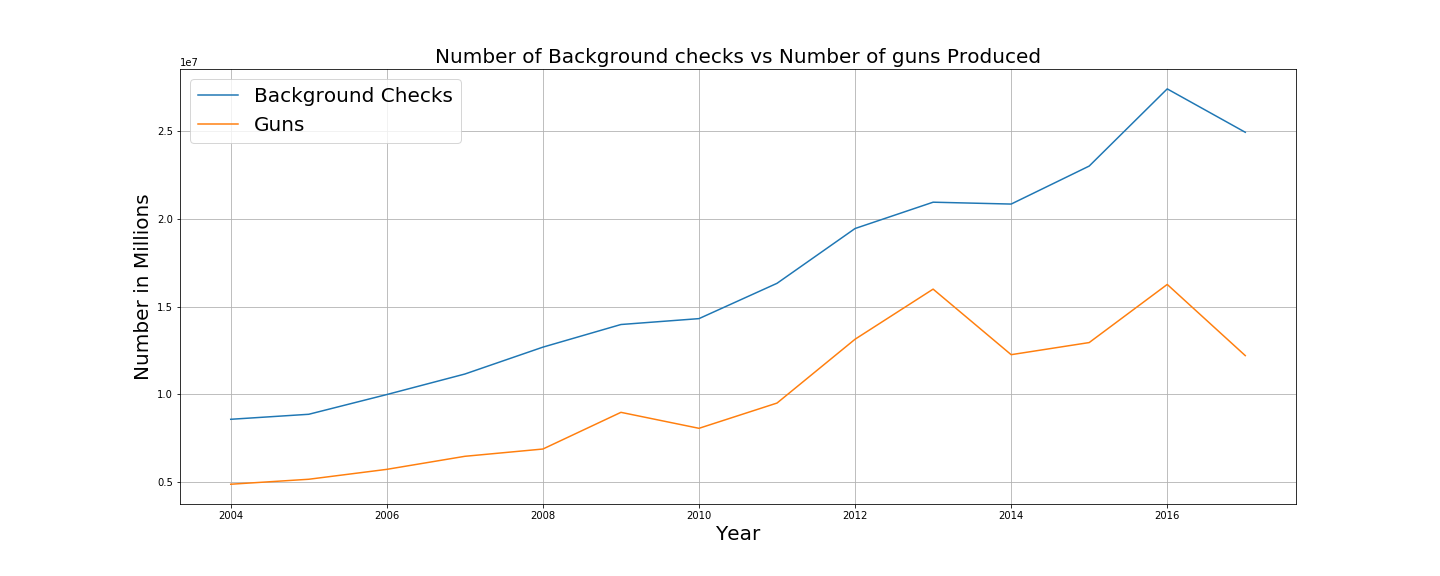 Number of Background checks vs Number of guns Produced
1e7
Background Checks
Guns
2.5
2.0
1.5
1.0
0.5
Number in Millions
2004 2006 2008 2010 2012 2014 2016
Year